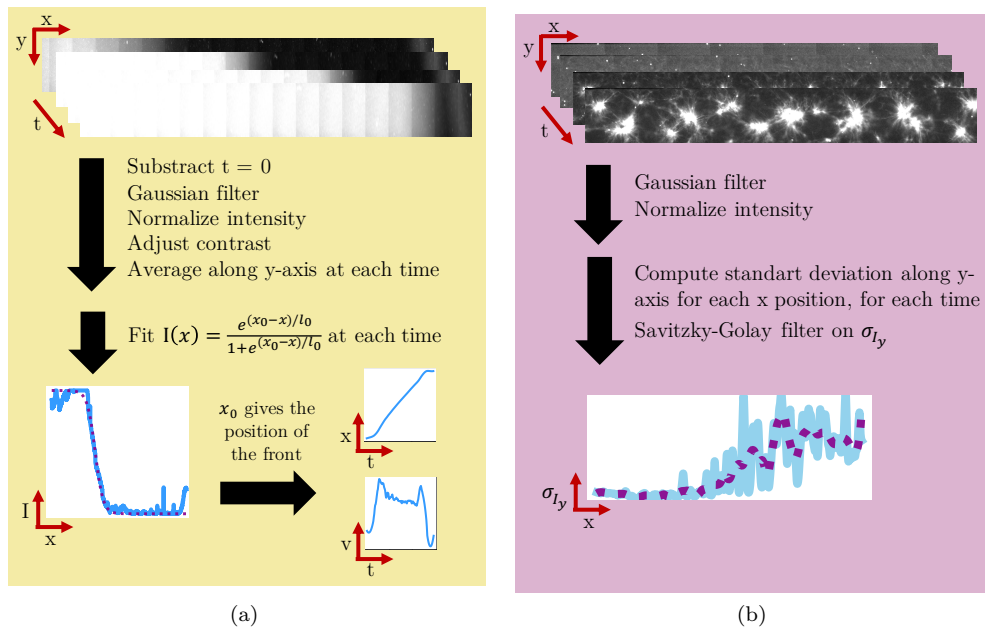 x
y
t
Substract t = 0
Gaussian filter
Normalize intensity
Adjust contrast
Average along y-axis at each time
Fit I(x) = e^{(x_0−x)/l_0} / 1+e^{(x_0−x)/l_0} at each time
I
x
x_0 gives the
position of
the front
x
t
v
t
(a)
x
y
t
Gaussian filter
Normalize intensity
Compute standart deviation along y-
axis for each x position, for each time
Savitzky-Golay filter on σ_{I_y}
σ_{I_y}
x
(b)